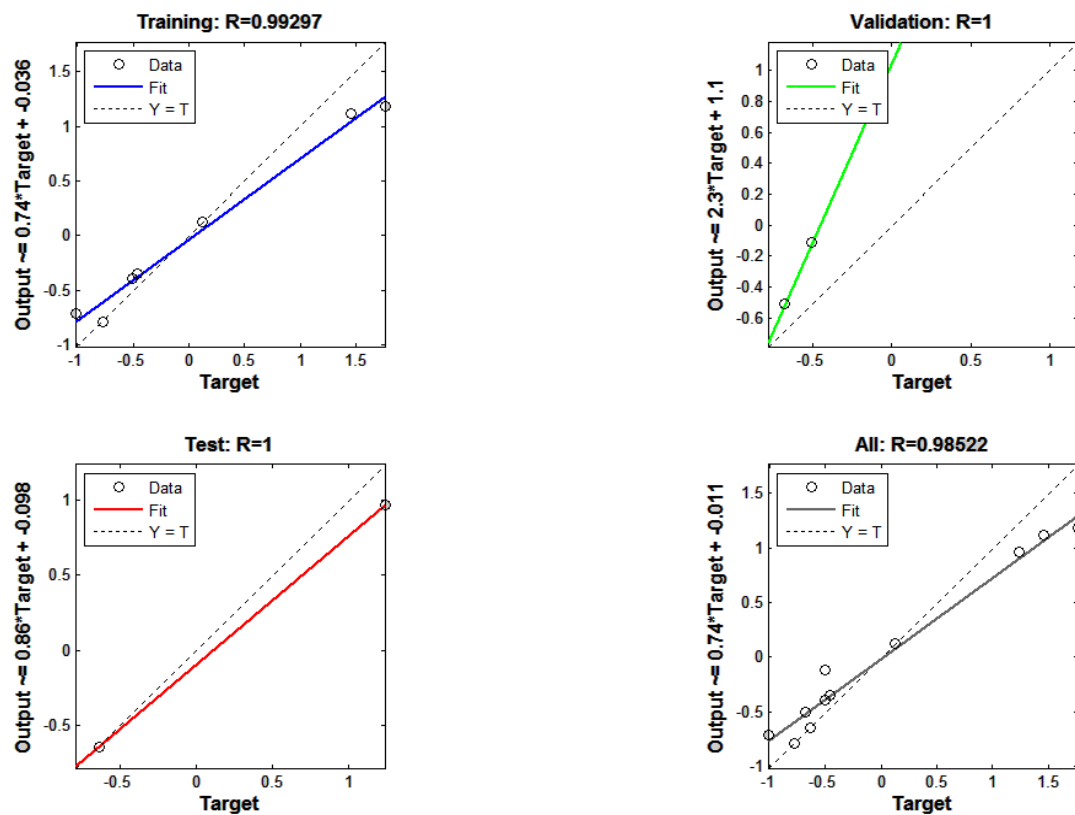 Training: R=0.99297
Output ~= 0.74*Target + -0.036
1.5
1
0.5
0
-0.5
-1
Data
Fit
Y = T
-1
-0.5
0
0.5
1
1.5
Target
Validation: R=1
Output ~= 2.3*Target + 1.1
1
0.8
0.6
0.4
0.2
0
-0.2
-0.4
-0.6
Data
Fit
Y = T
-0.5
0
0.5
1
Target
Test: R=1
Output ~= 0.86*Target + -0.098
1
0.5
0
-0.5
Data
Fit
Y = T
-0.5
0
0.5
1
Target
All: R=0.98522
Output ~= 0.74*Target + -0.011
1.5
1
0.5
0
-0.5
-1
Data
Fit
Y = T
-1
-0.5
0
0.5
1
1.5
Target